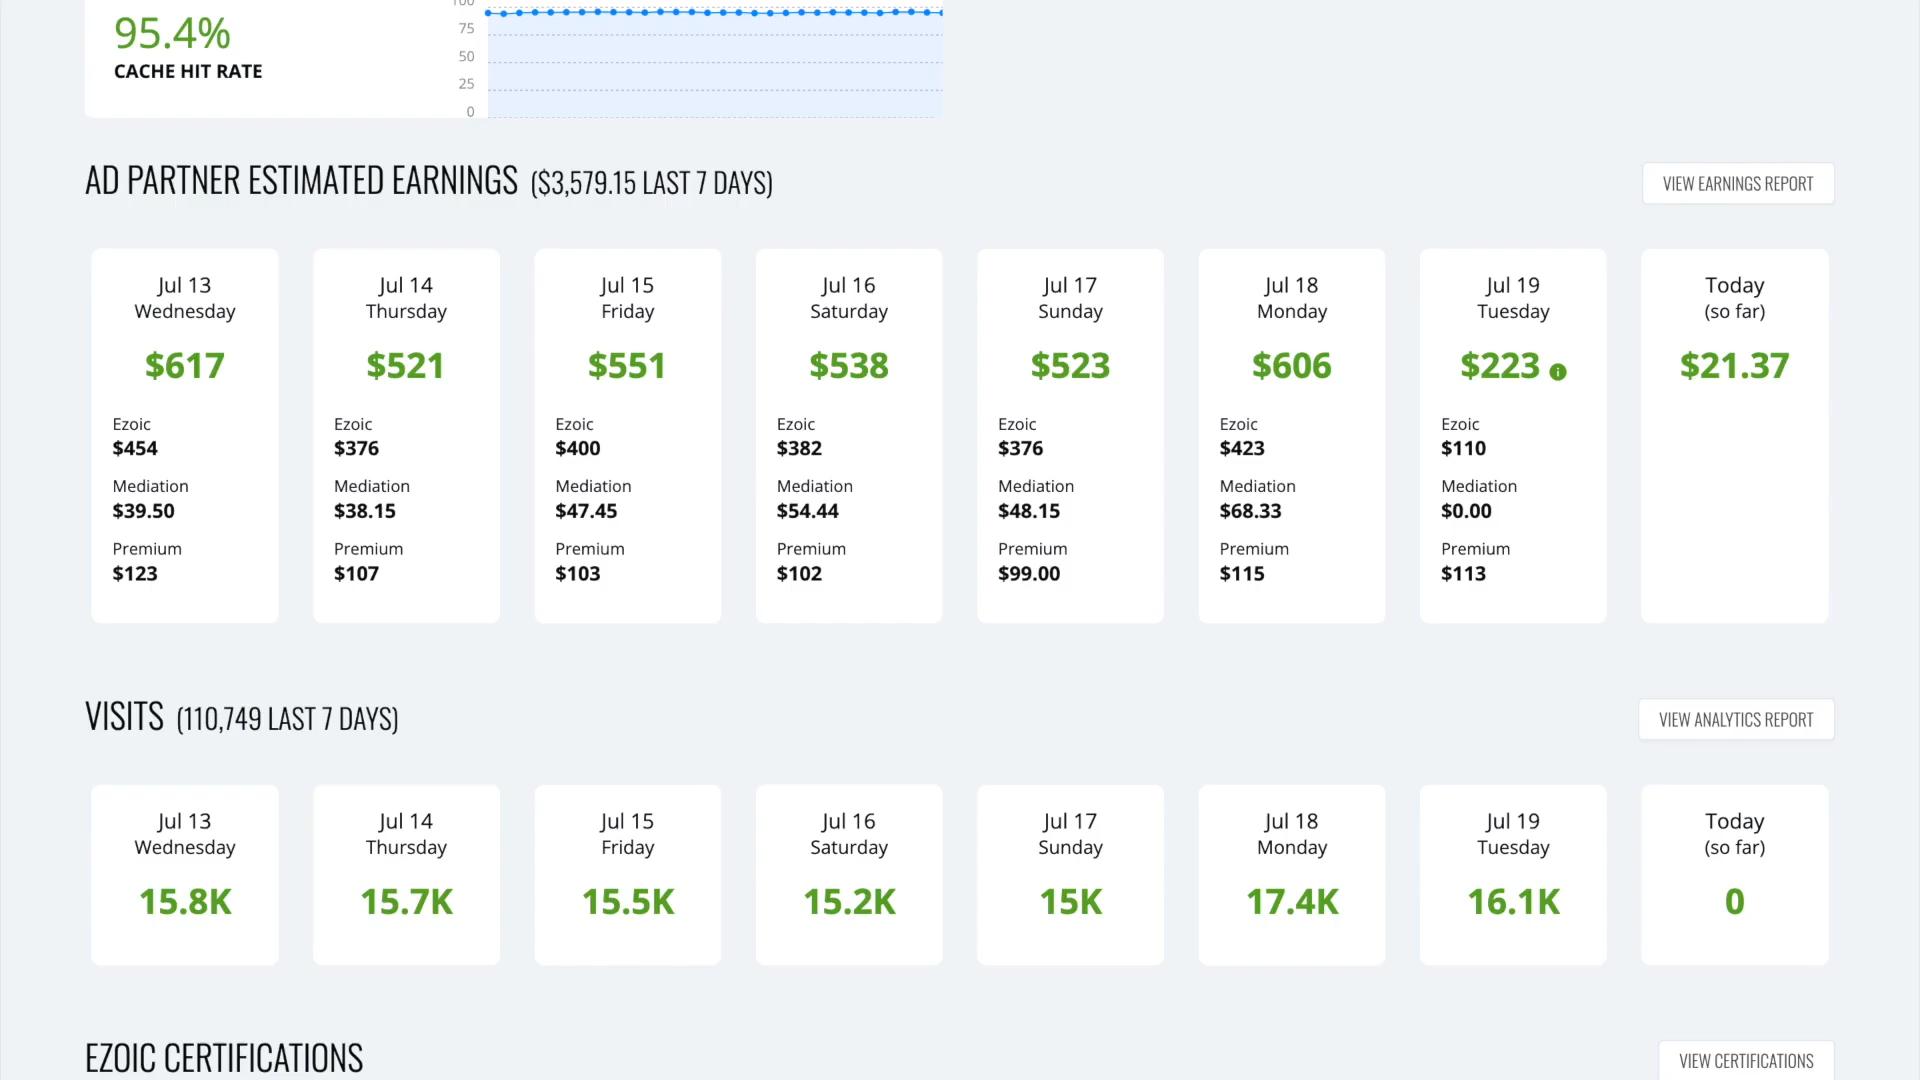 100
95.4%
75
CACHE HIT RATE
50
25
0
AD PARTNER ESTIMATED EARNINGS ($3,579.15 LAST 7 DAYS)
VIEW EARNINGS REPORT
Jul 13
Wednesday
$617
Ezoic
$454
Mediation
$39.50
Premium
$123
Jul 14
Thursday
$521
Ezoic
$376
Mediation
$38.15
Premium
$107
Jul 15
Friday
$551
Ezoic
$400
Mediation
$47.45
Premium
$103
Jul 16
Saturday
$538
Ezoic
$382
Mediation
$54.44
Premium
$102
Jul 17
Sunday
$523
Ezoic
$376
Mediation
$48.15
Premium
$99.00
Jul 18
Monday
$606
Ezoic
$423
Mediation
$68.33
Premium
$115
Jul 19
Tuesday
$223
Ezoic
$110
Mediation
$0.00
Premium
$113
Today
(so far)
$21.37
VISITS (110,749 LAST 7 DAYS)
VIEW ANALYTICS REPORT
Jul 13
Wednesday
15.8K
Jul 14
Thursday
15.7K
Jul 15
Friday
15.5K
Jul 16
Saturday
15.2K
Jul 17
Sunday
15K
Jul 18
Monday
17.4K
Jul 19
Tuesday
16.1K
Today
(so far)
0
EZOIC CERTIFICATIONS
VIEW CERTIFICATIONS